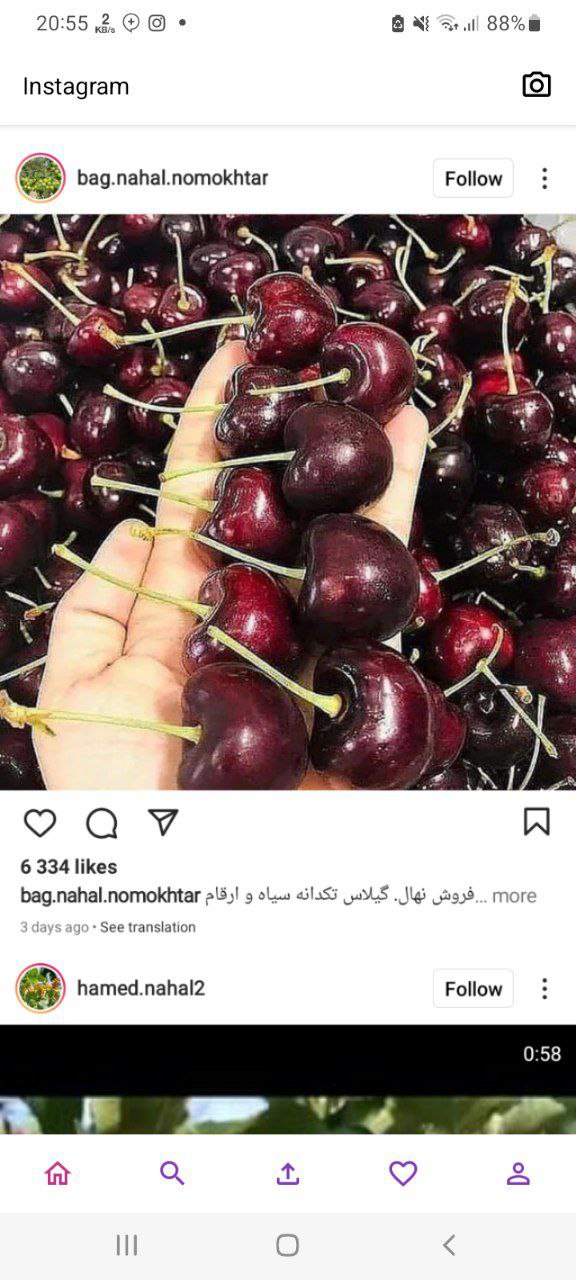 20:55 2 KB/s 88%
Instagram
bag.nahal.nomokhtar Follow
6 334 likes
bag.nahal.nomokhtar فروش نهال. گیلاس تکدانه سیاه و ارقام... more
3 days ago • See translation
hamed.nahal2 Follow
0:58